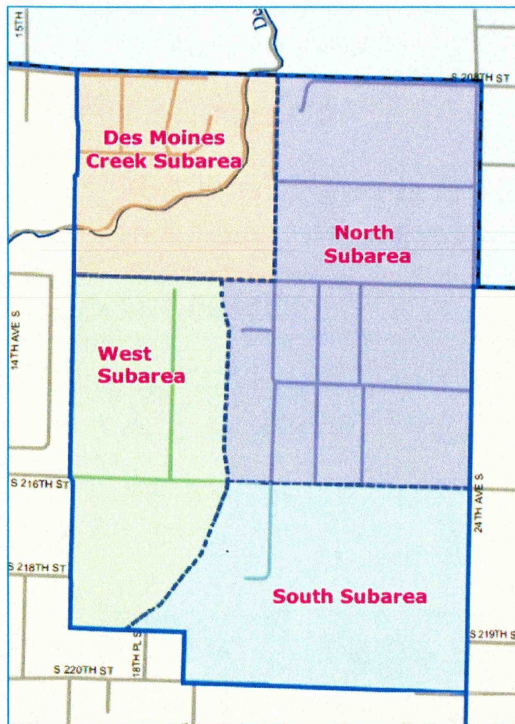 15TH
De
S 208TH ST
Des Moines
Creek Subarea
North
Subarea
14TH AVE S
West
Subarea
S 216TH ST
24TH AVE S
S 218TH ST
South Subarea
18TH PL S
S 219TH
S 220TH ST